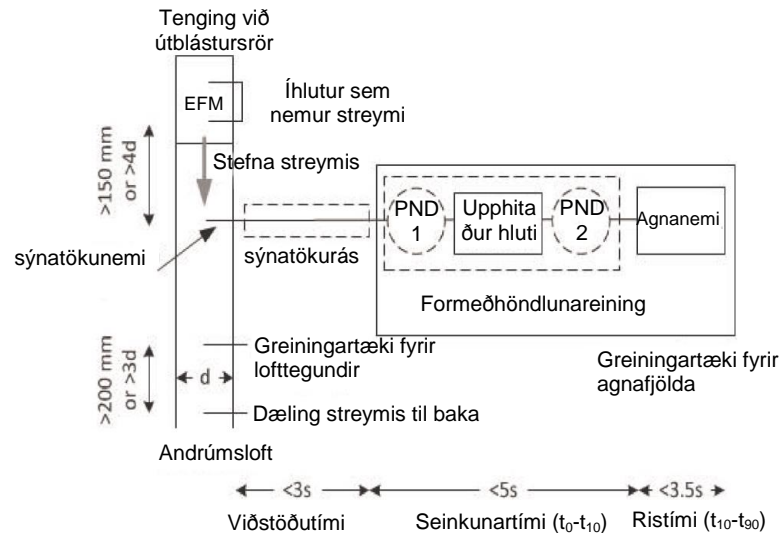 Tenging við
útblástursrör
EFM
Íhlutur sem
nemur streymi
>150 mm
or >4d
Stefna streymis
PND
1
Upphita
ður hluti
PND
2
Agnanemi
sýnatökunemi
sýnatökurás
Formeðhöndlunareining
>200 mm
or >3d
d
Greiningartæki fyrir
lofttegundir
Greiningartæki fyrir
agnafjölda
Dæling streymis til baka
Andrúmsloft
<3s
<5s
<3.5s
Viðstöðutími
Seinkunartími (t0-t10)
Ristími (t10-t90)